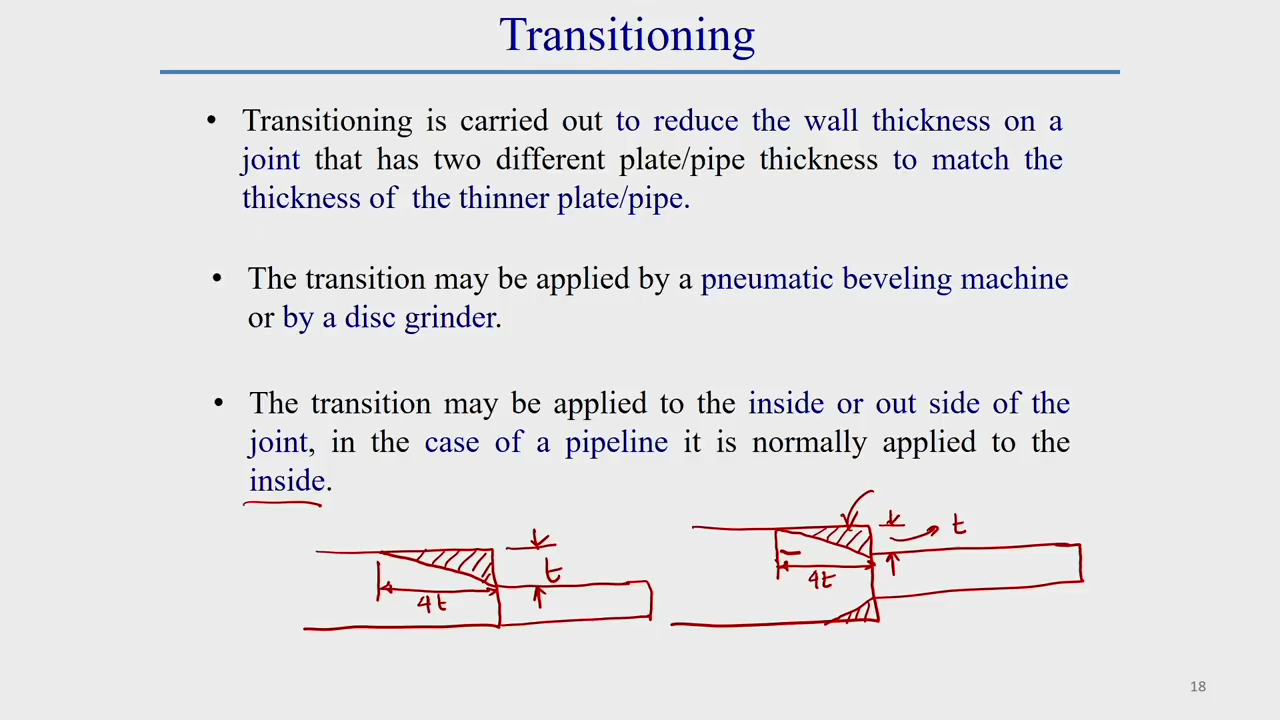 Transitioning
• Transitioning is carried out to reduce the wall thickness on a
joint that has two different plate/pipe thickness to match the
thickness of the thinner plate/pipe.
• The transition may be applied by a pneumatic beveling machine
or by a disc grinder.
• The transition may be applied to the inside or out side of the
joint, in the case of a pipeline it is normally applied to the
inside.
t
4t
t
4t
18